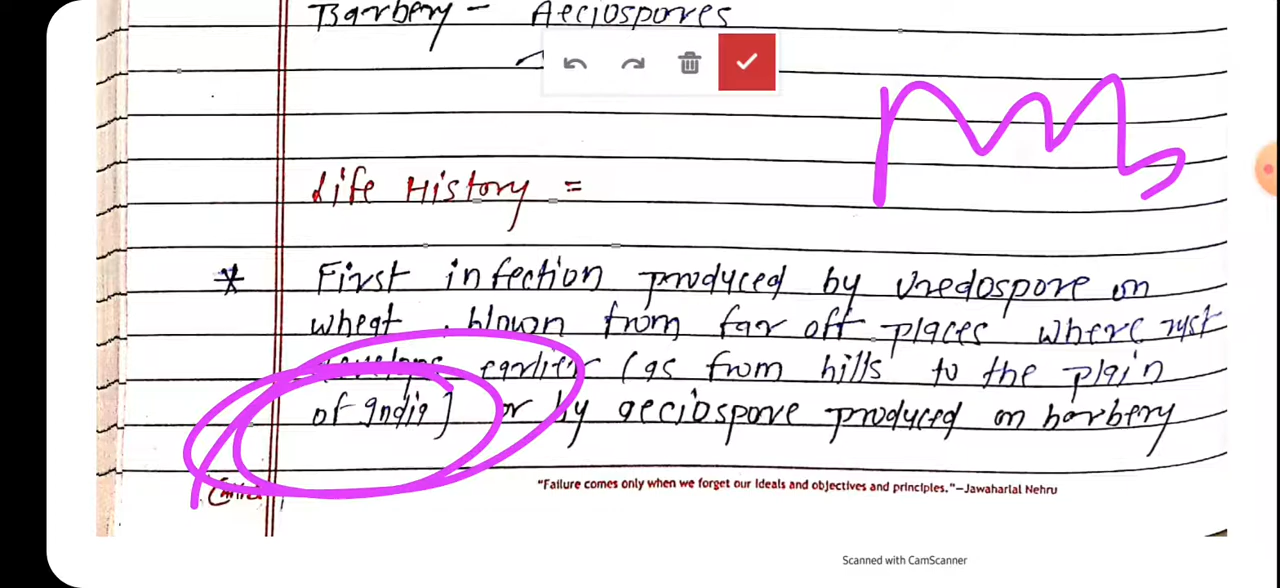 Barbery - Aeciospores
Life History =
* First infection produced by Uredospore on
wheat, blown from far off places where rust
develops earlier (as from hills to the plain
of India] or by aeciospore produced on barbery
"Failure comes only when we forget our ideals and objectives and principles."–Jawaharlal Nehru
Scanned with CamScanner